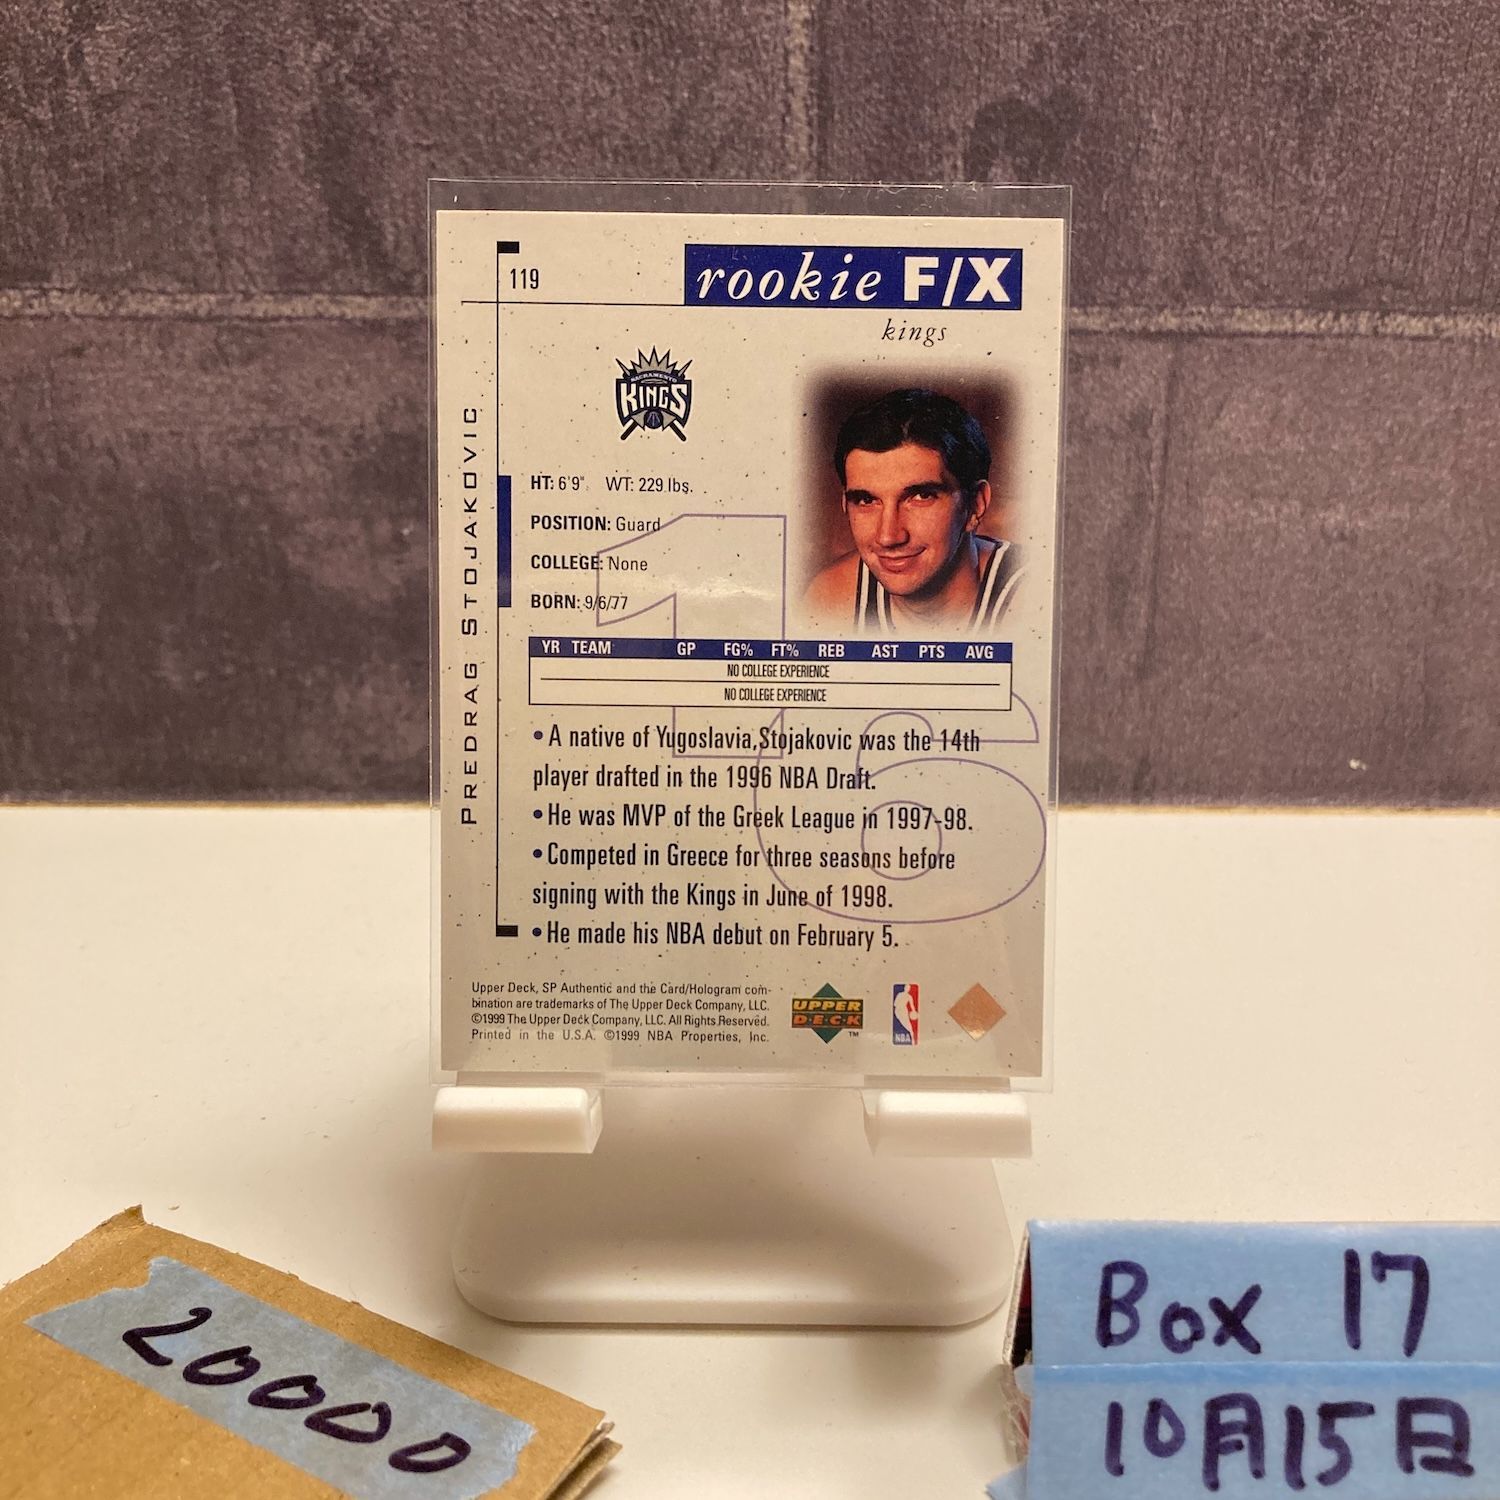 119
rookie F/X
kings
SACRAMENTO
KINGS
PREDRAG STOJAKOVIC
HT: 6'9" WT: 229 lbs.
POSITION: Guard
COLLEGE: None
BORN: 9/6/77
16
YR TEAM GP FG% FT% REB AST PTS AVG
NO COLLEGE EXPERIENCE
NO COLLEGE EXPERIENCE
• A native of Yugoslavia,Stojakovic was the 14th
player drafted in the 1996 NBA Draft.
• He was MVP of the Greek League in 1997-98.
• Competed in Greece for three seasons before
signing with the Kings in June of 1998.
• He made his NBA debut on February 5.
Upper Deck, SP Authentic and the Card/Hologram com-
bination are trademarks of The Upper Deck Company, LLC.
©1999 The Upper Deck Company, LLC. All Rights Reserved.
Printed in the U.S.A. ©1999 NBA Properties, Inc.
UPPER
DECK
TM
NBA
20000
Box 17
10月15日